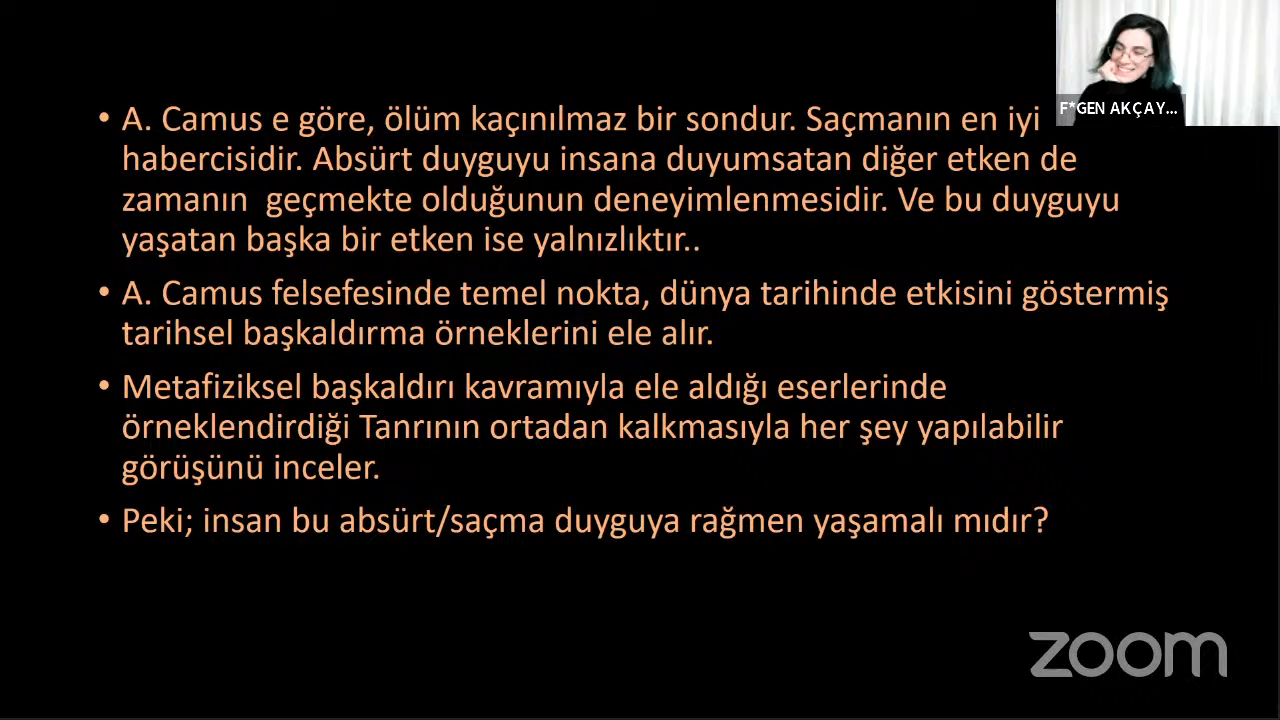 • A. Camus e göre, ölüm kaçınılmaz bir sondur. Saçmanın en iyi
habercisidir. Absürt duyguyu insana duyumsatan diğer etken de
zamanın  geçmekte olduğunun deneyimlenmesidir. Ve bu duyguyu
yaşatan başka bir etken ise yalnızlıktır..
• A. Camus felsefesinde temel nokta, dünya tarihinde etkisini göstermiş
tarihsel başkaldırma örneklerini ele alır.
• Metafiziksel başkaldırı kavramıyla ele aldığı eserlerinde
örneklendirdiği Tanrının ortadan kalkmasıyla her şey yapılabilir
görüşünü inceler.
• Peki; insan bu absürt/saçma duyguya rağmen yaşamalı mıdır?
F*GEN AKÇAY...
zoom